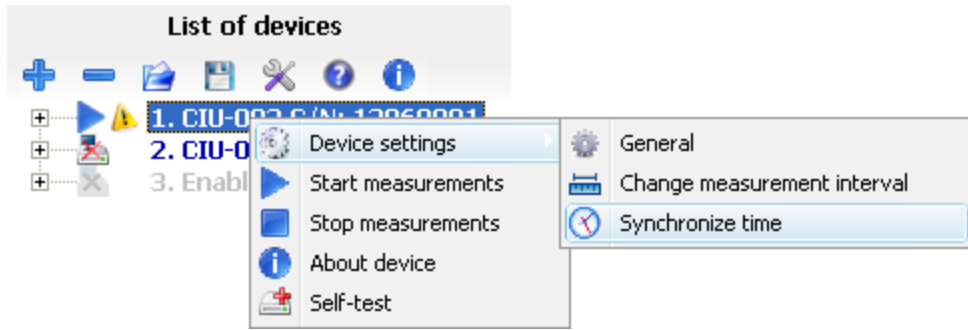 List of devices
1. CIU-0
2. CIU-0
3. Enabl
Device settings
Start measurements
Stop measurements
About device
Self-test
General
Change measurement interval
Synchronize time